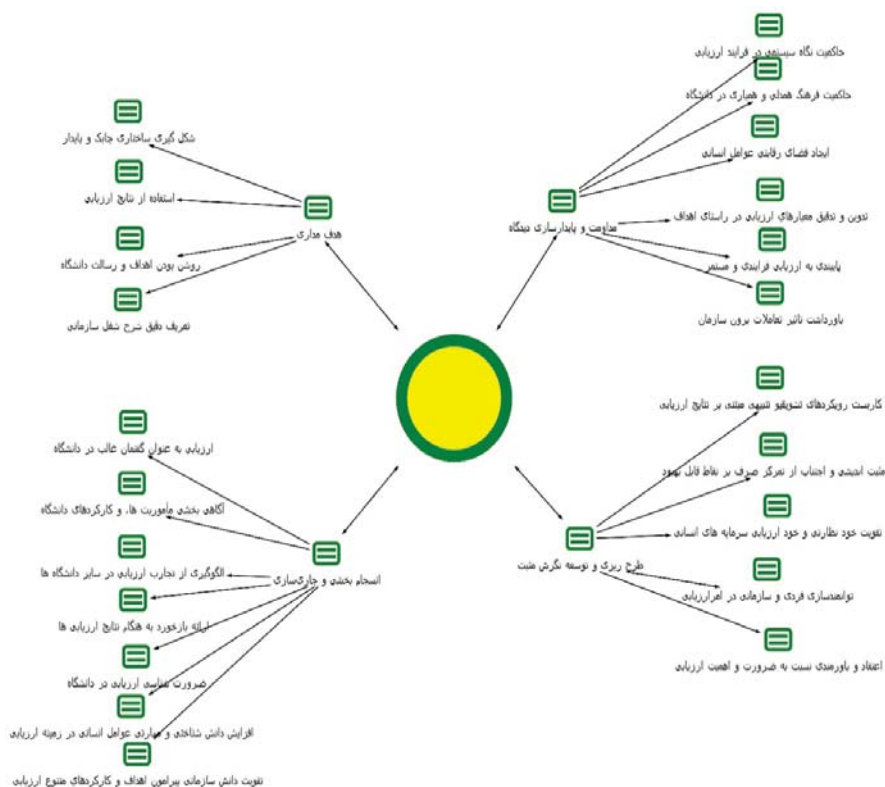 حاکمیت نگاه سیستمی در فرایند ارزیابی
حاکمیت فرهنگ همدلی و همیاری در دانشگاه
ایجاد فضای رقابتی عوامل انسانی
تدوین و تدقیق معیارهای ارزیابی در راستای اهداف
پایبندی به ارزیابی فرایندی و مستمر
باورداشت تاثیر تعاملات برون سازمان
مداومت و پایدارسازی دیدگاه
شکل گیری ساختاری چابک و پایدار
استفاده از نتایج ارزیابی
روشن بودن اهداف و رسالت دانشگاه
تعریف دقیق شرح شغل سازمانی
هدف مداری
کاربست رویکردهای تشویقیو تنبیهی مبتنی بر نتایج ارزیابی
مثبت اندیشی و اجتناب از تمرکز صرف بر نقاط قابل بهبود
تقویت خود نظارتی و خود ارزیابی سرمایه های انسانی
توانمندسازی فردی و سازمانی در امرارزیابی
اعتقاد و باورمندی نسبت به ضرورت و اهمیت ارزیابی
طرح ریزی و توسعه نگرش مثبت
ارزیابی به عنوان گفتمان غالب در دانشگاه
آگاهی بخشی مأموریت ها، و کارکردهای دانشگاه
الگوگیری از تجارب ارزیابی در سایر دانشگاه ها
ارائه بازخورد به هنگام نتایج ارزیابی ها
ضرورت شناسی ارزیابی در دانشگاه
افزایش دانش شناختی و مهارتی عوامل انسانی در زمینه ارزیابی
تقویت دانش سازمانی پیرامون اهداف و کارکردهای متنوع ارزیابی
انسجام بخشی و جاری‌سازی